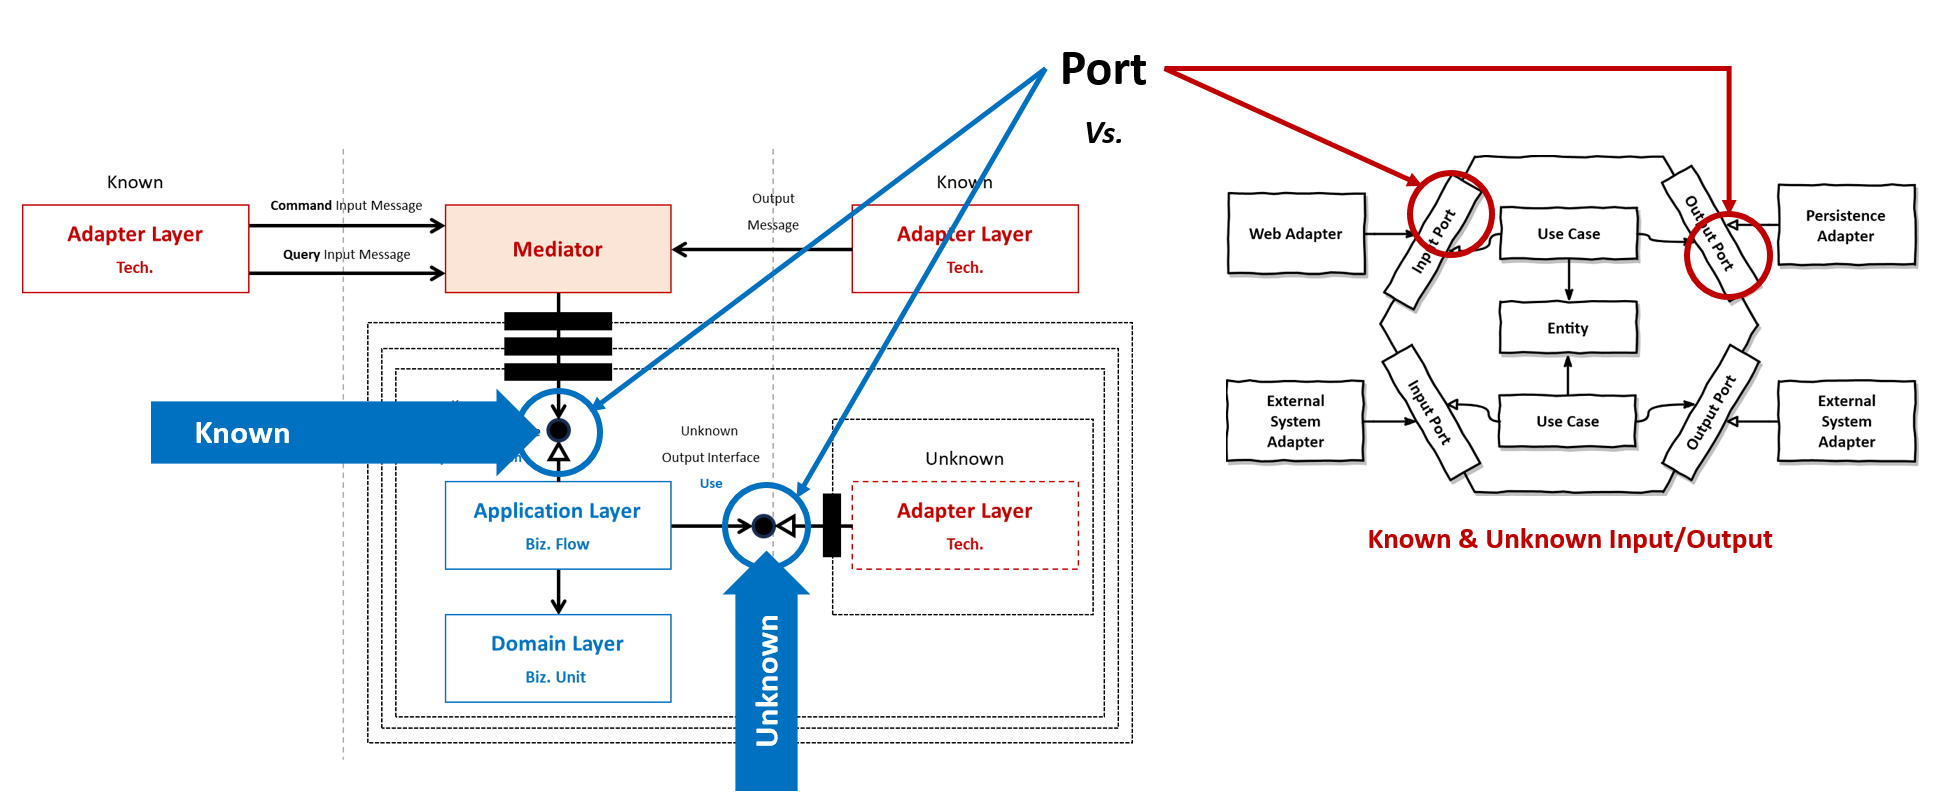 Port
Vs.
Known
Adapter Layer
Tech.
Command Input Message
Query Input Message
Mediator
Output
Message
Known
Adapter Layer
Tech.
Known
Unknown
Output Interface
Use
Unknown
Adapter Layer
Tech.
Application Layer
Biz. Flow
Domain Layer
Biz. Unit
Unknown
Web Adapter
Input Port
Use Case
Output Port
Persistence
Adapter
Entity
External
System
Adapter
Input Port
Use Case
Output Port
External
System
Adapter
Known & Unknown Input/Output